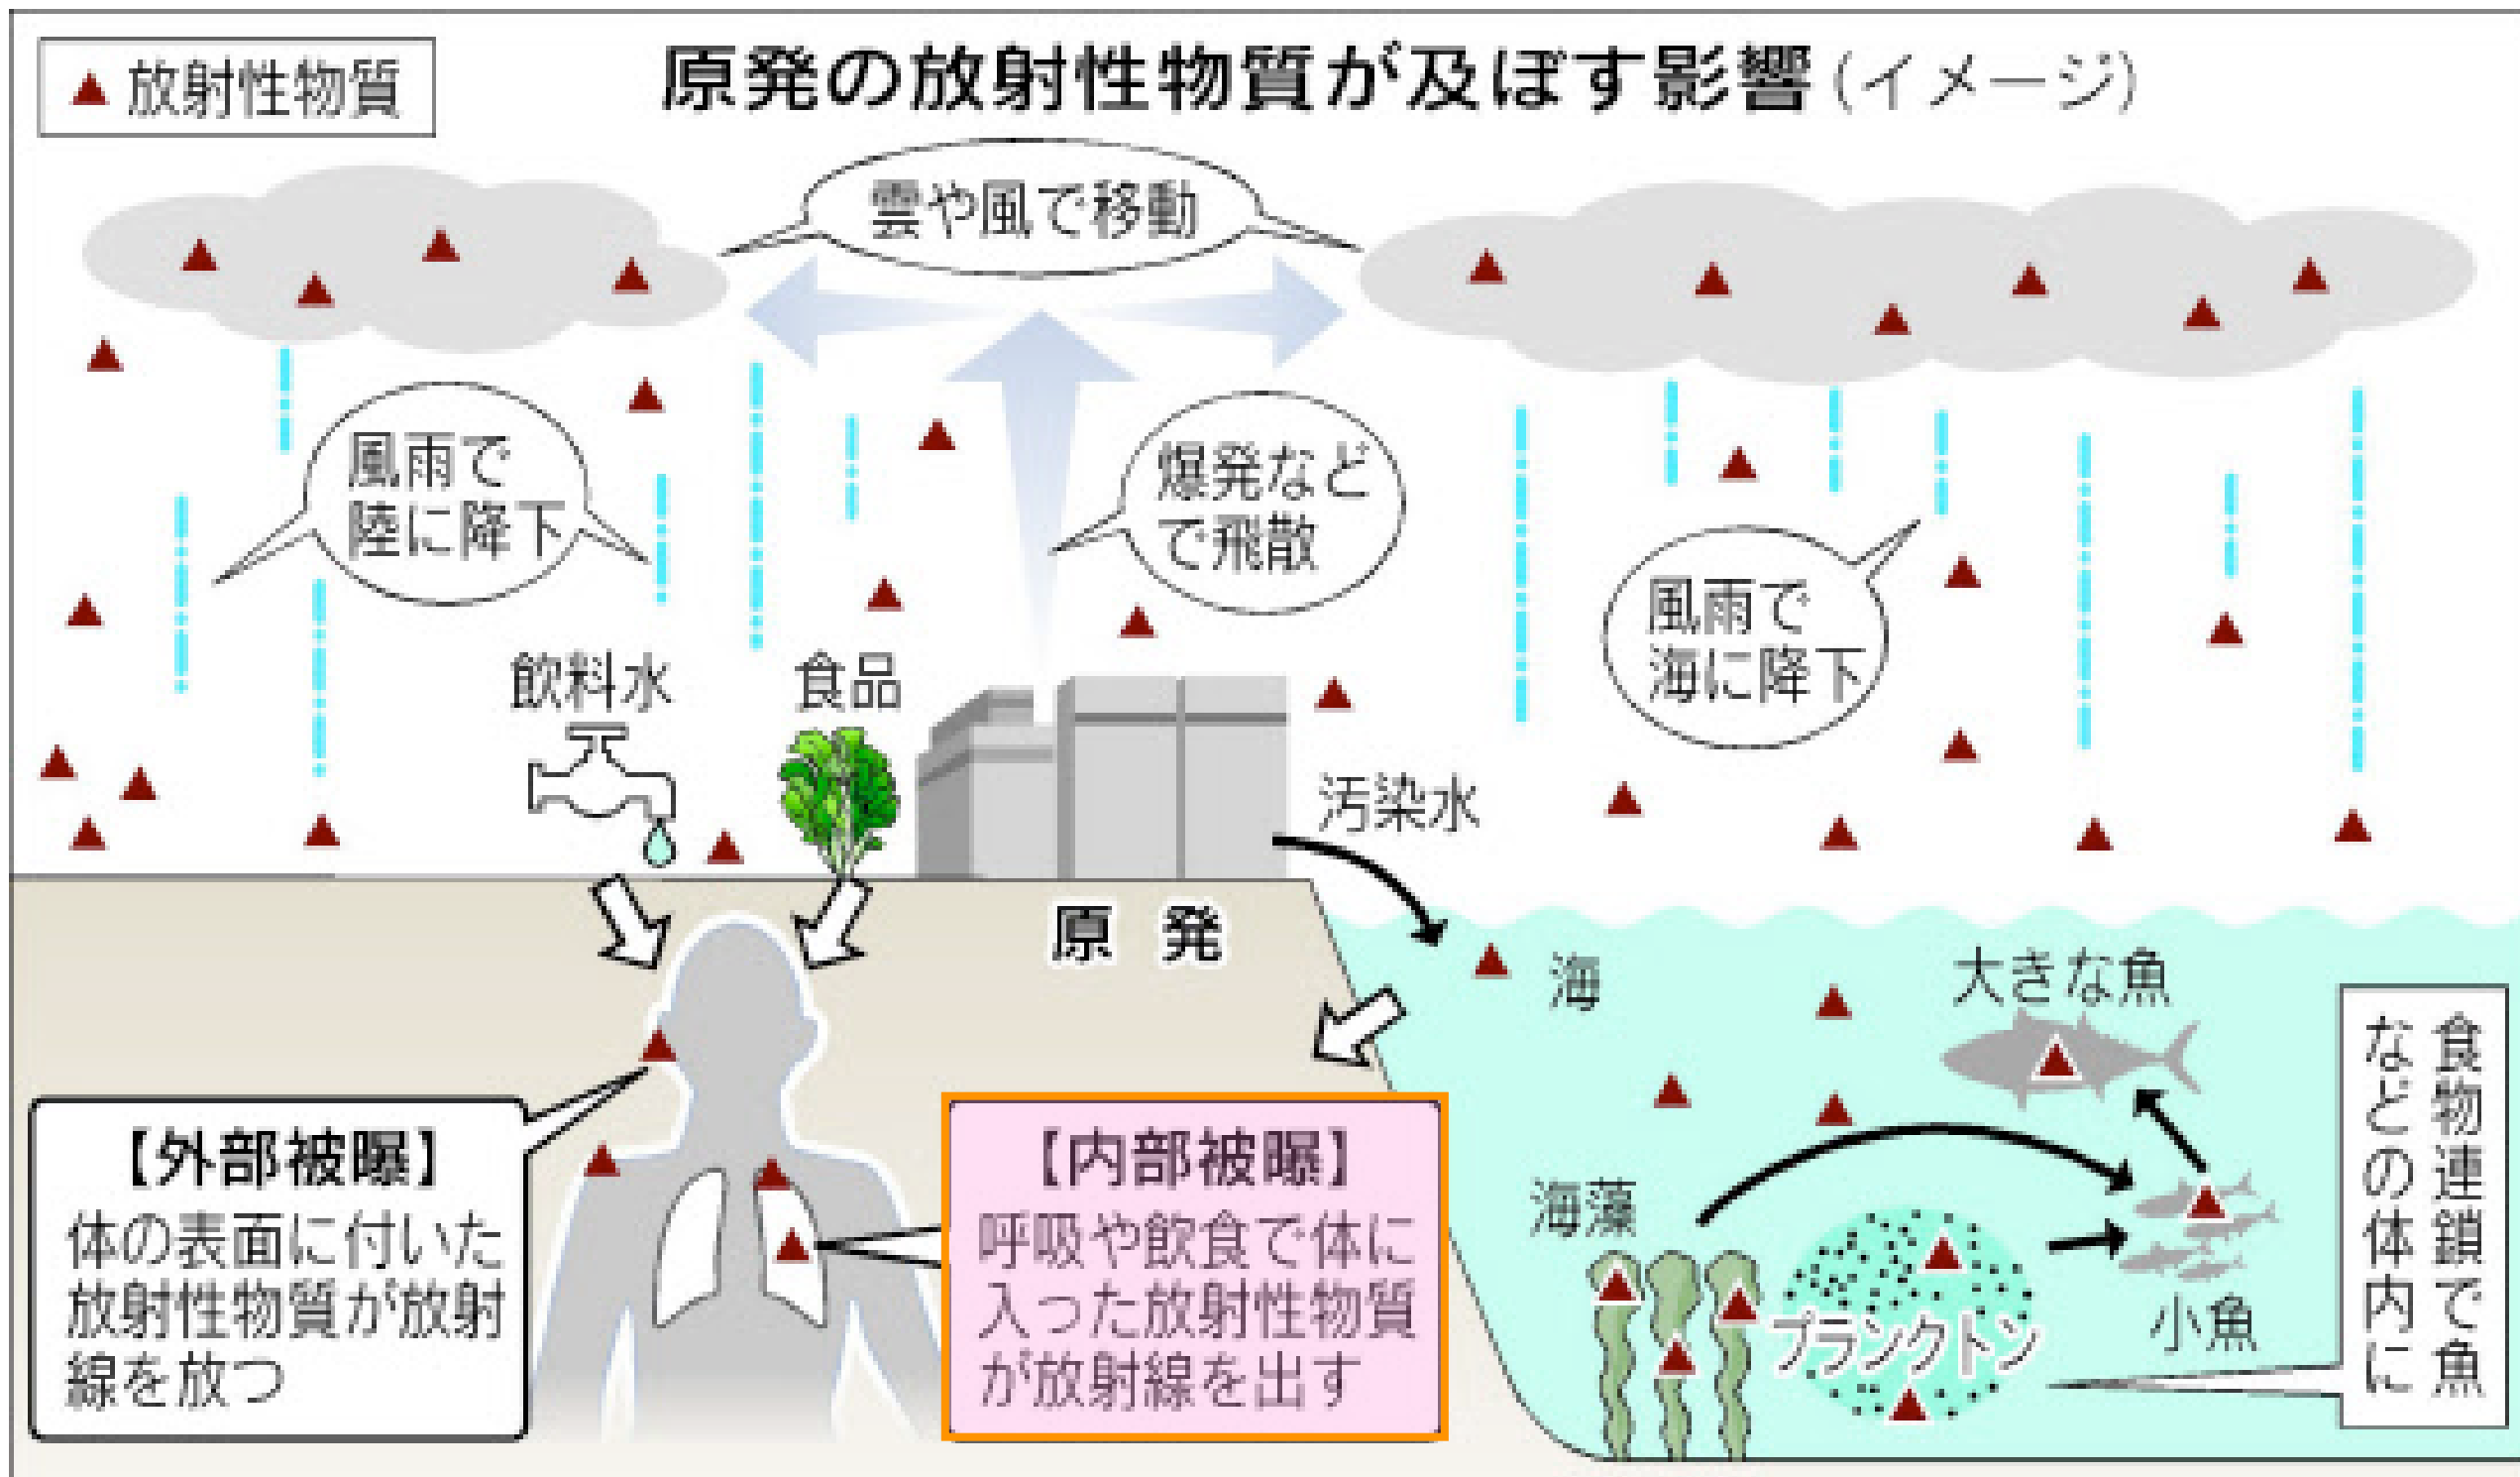 ▲ 放射性物質
原発の放射性物質が及ぼす影響(イメージ)
雲や風で移動
風雨で
陸に降下
爆発など
で飛散
風雨で
海に降下
飲料水
食品
汚染水
原 発
海
大きな魚
食物連鎖で魚
などの体内に
【外部被曝】
体の表面に付いた
放射性物質が放射
線を放つ
【内部被曝】
呼吸や飲食で体に
入った放射性物質
が放射線を出す
海藻
プランクトン
小魚